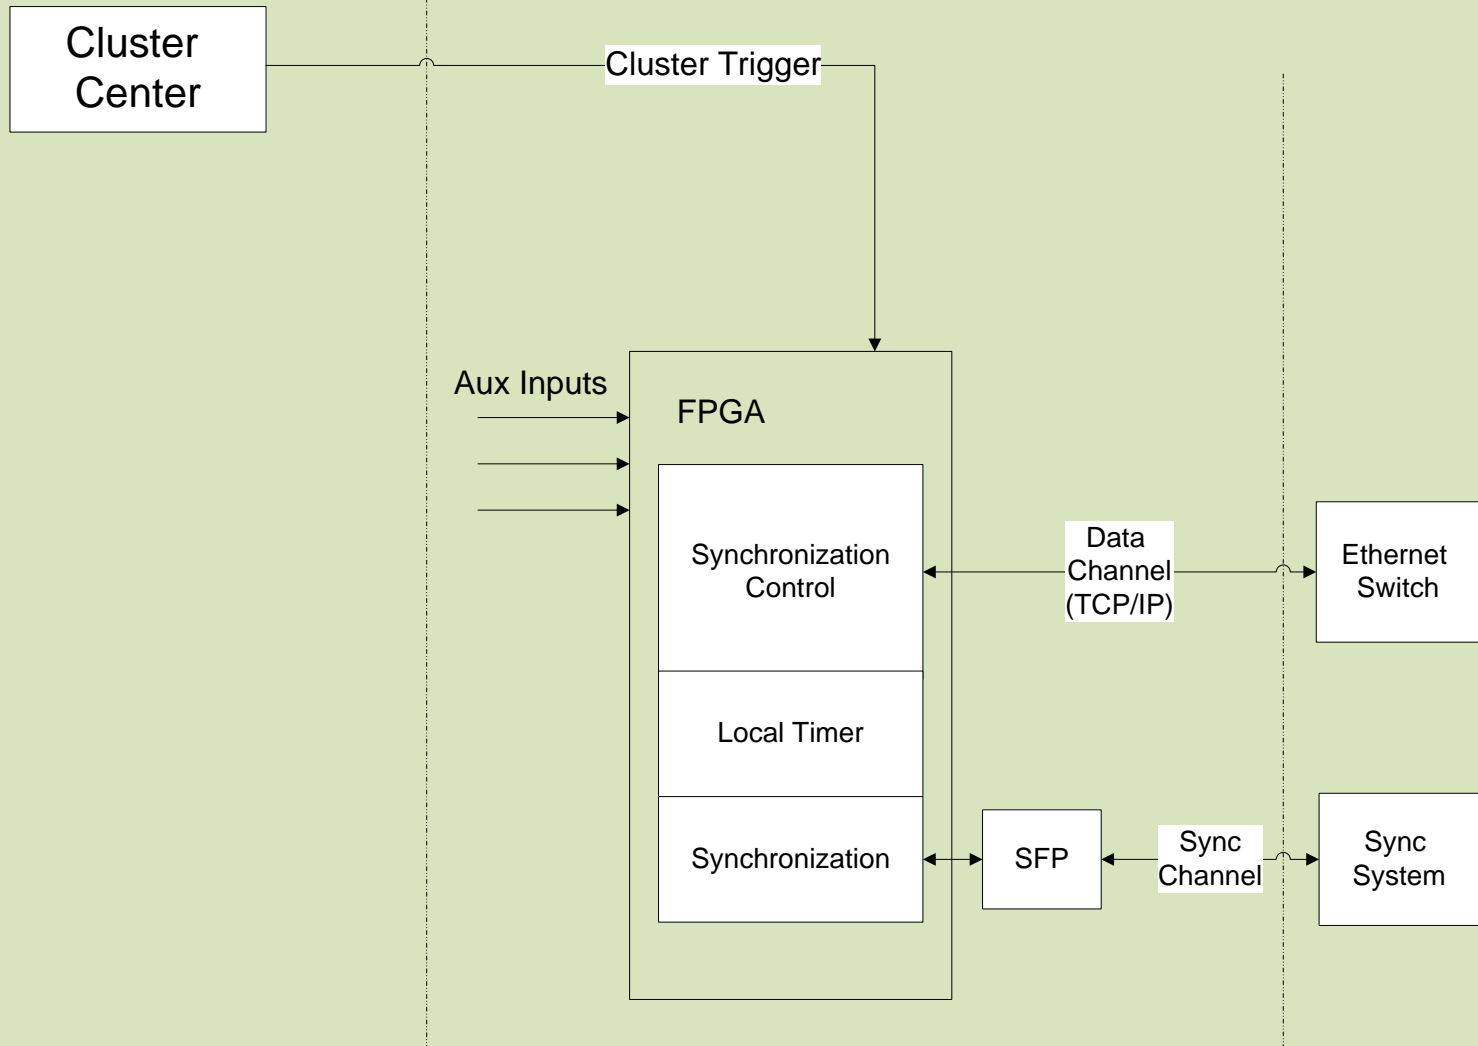 Cluster
Center
Cluster Trigger
Aux Inputs
FPGA
Synchronization
Control
Data
Channel
(TCP/IP)
Ethernet
Switch
Local Timer
Synchronization
SFP
Sync
Channel
Sync
System